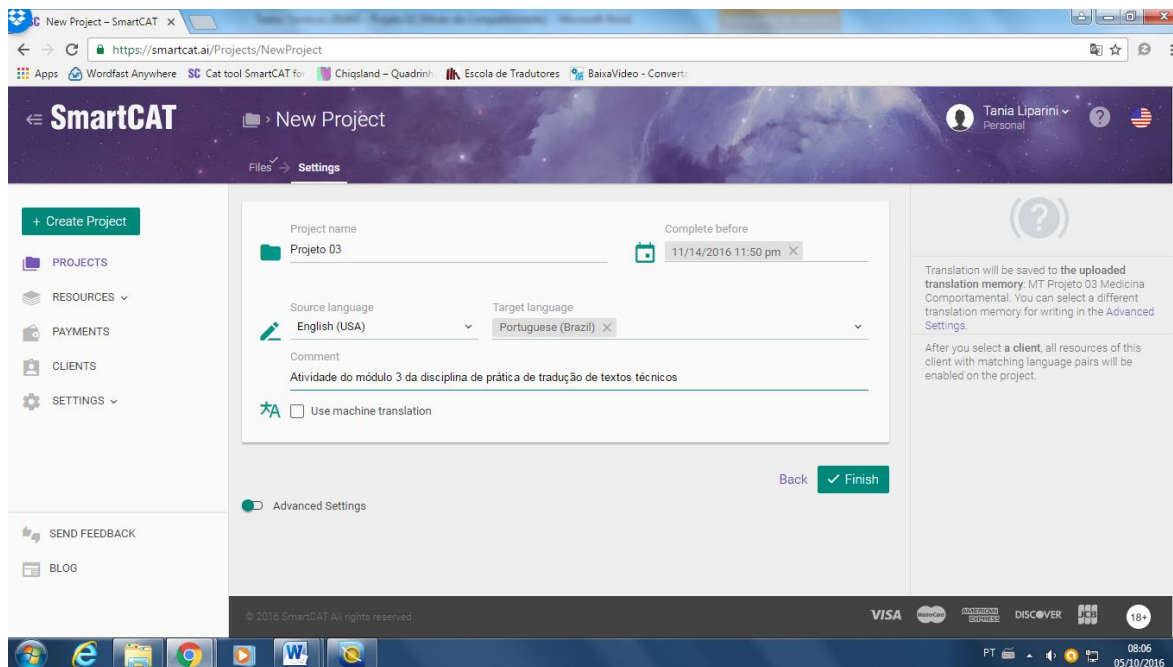 New Project – SmartCAT
https://smartcat.ai/Projects/NewProject
Apps Wordfast Anywhere SC Cat tool SmartCAT fo Chiqsland – Quadrinh Escola de Tradutores BaixaVídeo - Convert
SmartCAT
New Project
Tania Liparini
Personal
Files Settings
+ Create Project
PROJECTS
RESOURCES
PAYMENTS
CLIENTS
SETTINGS
SEND FEEDBACK
BLOG
Project name
Projeto 03
Complete before
11/14/2016 11:50 pm
Source language
English (USA)
Target language
Portuguese (Brazil)
Comment
Atividade do módulo 3 da disciplina de prática de tradução de textos técnicos
Use machine translation
Back Finish
Advanced Settings
Translation will be saved to the uploaded
translation memory: MT Projeto 03 Medicina
Comportamental. You can select a different
translation memory for writing in the Advanced
Settings.
After you select a client, all resources of this
client with matching language pairs will be
enabled on the project.
© 2016 SmartCAT All rights reserved
VISA MasterCard AMERICAN EXPRESS DISCOVER JCB 18+
PT 08:06
05/10/2016